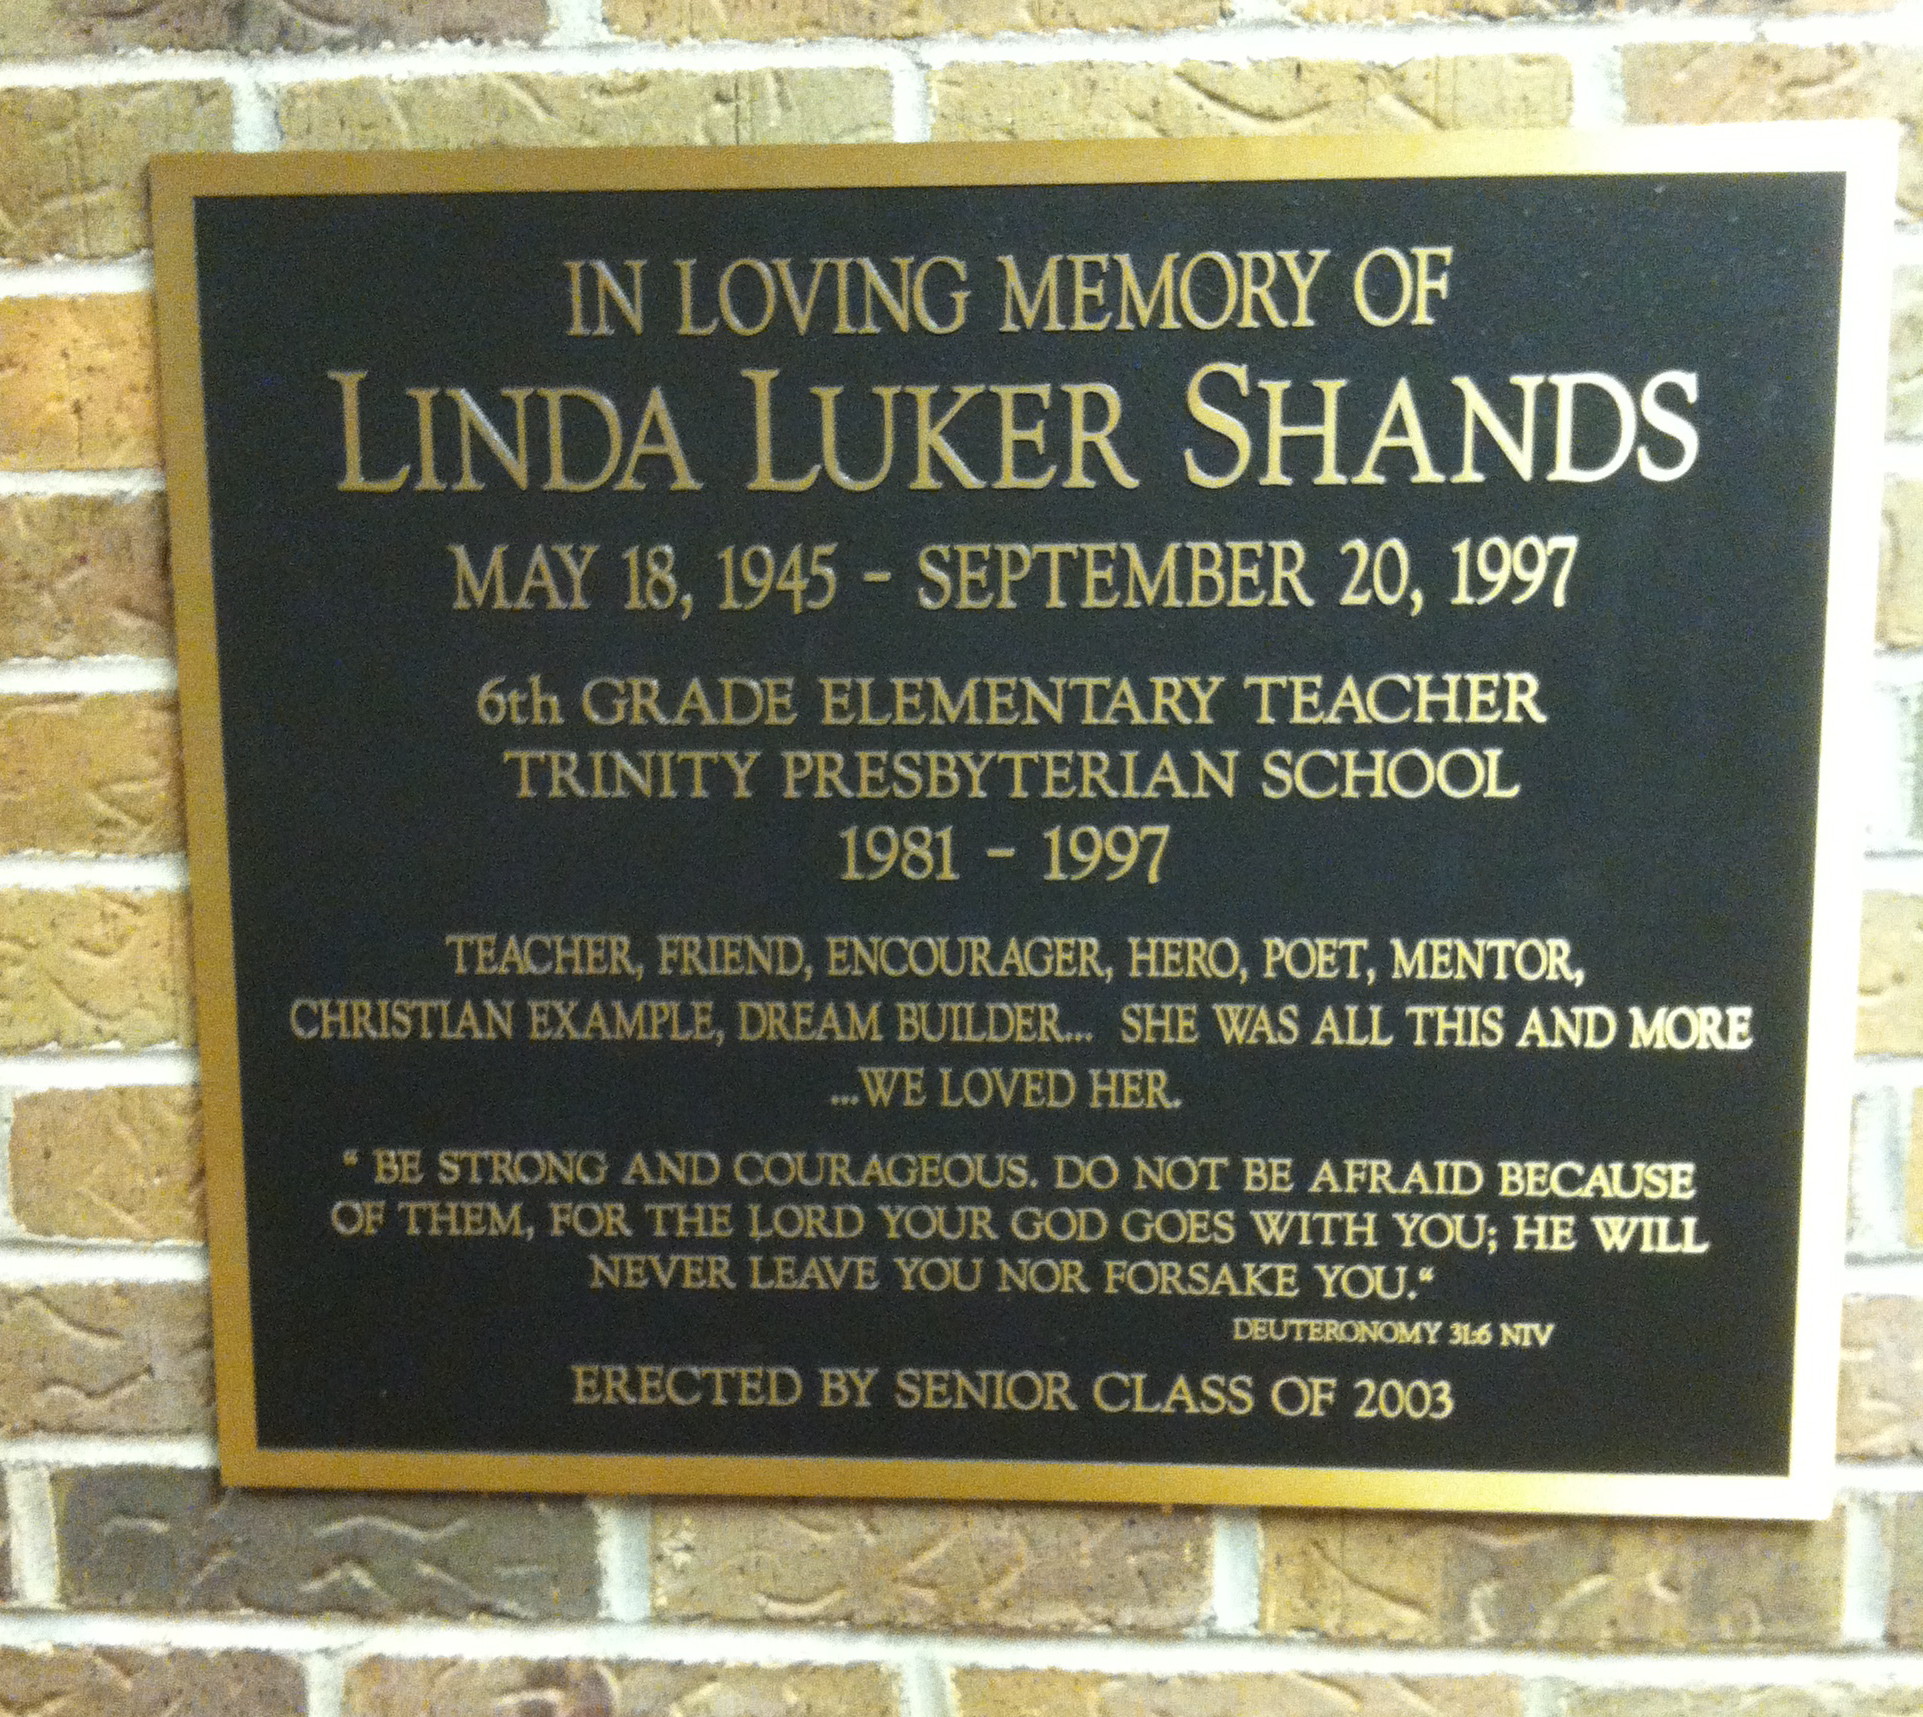 IN LOVING MEMORY OF
LINDA LUKER SHANDS
MAY 18, 1945 - SEPTEMBER 20, 1997
6th GRADE ELEMENTARY TEACHER
TRINITY PRESBYTERIAN SCHOOL
1981 - 1997
TEACHER, FRIEND, ENCOURAGER, HERO, POET, MENTOR,
CHRISTIAN EXAMPLE, DREAM BUILDER... SHE WAS ALL THIS AND MORE
...WE LOVED HER.
“ BE STRONG AND COURAGEOUS. DO NOT BE AFRAID BECAUSE
OF THEM, FOR THE LORD YOUR GOD GOES WITH YOU; HE WILL
NEVER LEAVE YOU NOR FORSAKE YOU.“
DEUTERONOMY 31:6 NIV
ERECTED BY SENIOR CLASS OF 2003